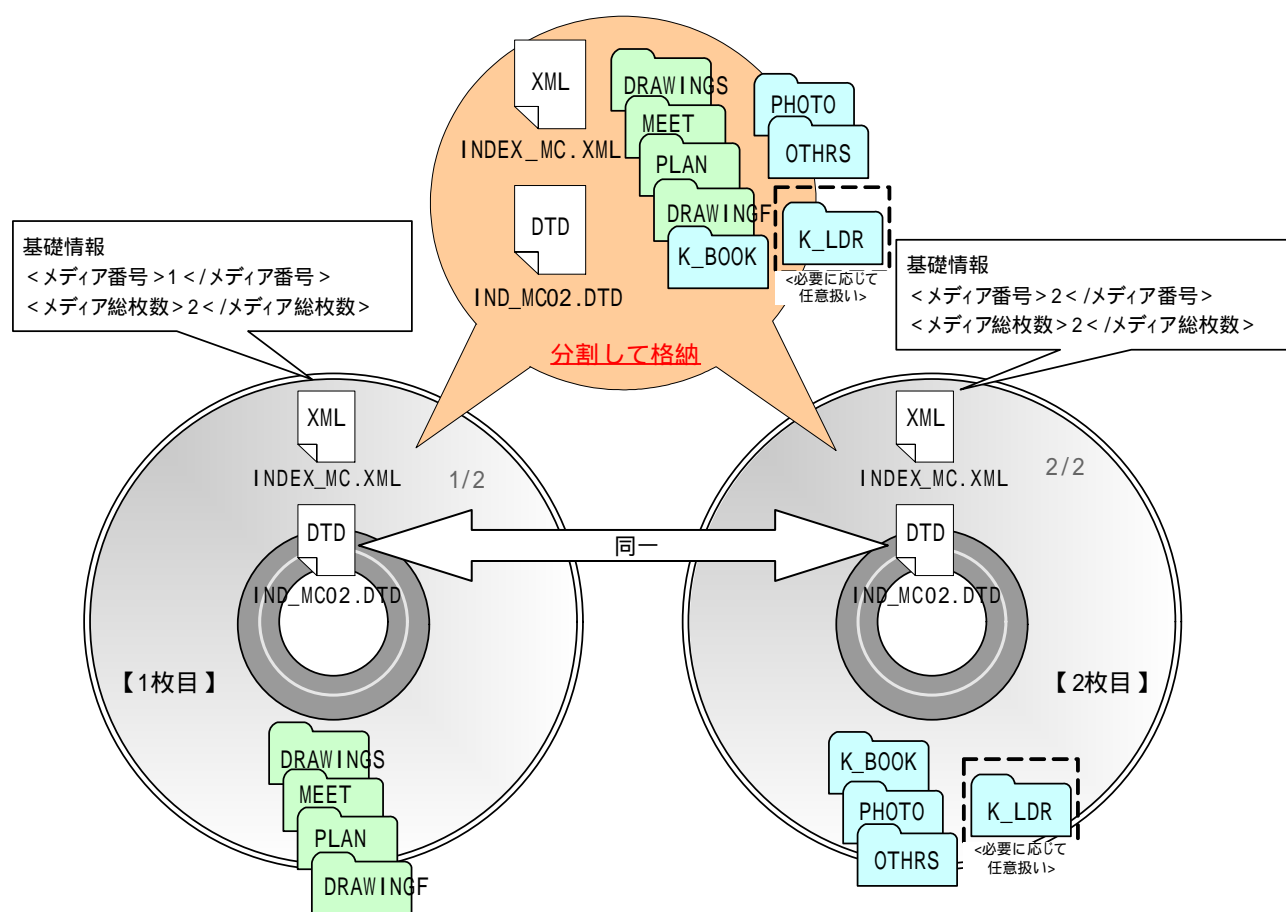 XML
INDEX_MC.XML
DTD
IND_MC02.DTD
DRAWINGS
MEET
PLAN
DRAWINGF
K_BOOK
PHOTO
OTHRS
K_LDR
<必要に応じて
任意扱い>
分割して格納
基礎情報
<メディア番号>1</メディア番号>
<メディア総枚数>2</メディア総枚数>
基礎情報
<メディア番号>2</メディア番号>
<メディア総枚数>2</メディア総枚数>
XML
INDEX_MC.XML
1/2
DTD
IND_MC02.DTD
【1枚目】
DRAWINGS
MEET
PLAN
DRAWINGF
同一
XML
INDEX_MC.XML
2/2
DTD
IND_MC02.DTD
【2枚目】
K_BOOK
PHOTO
OTHRS
K_LDR
<必要に応じて
任意扱い>